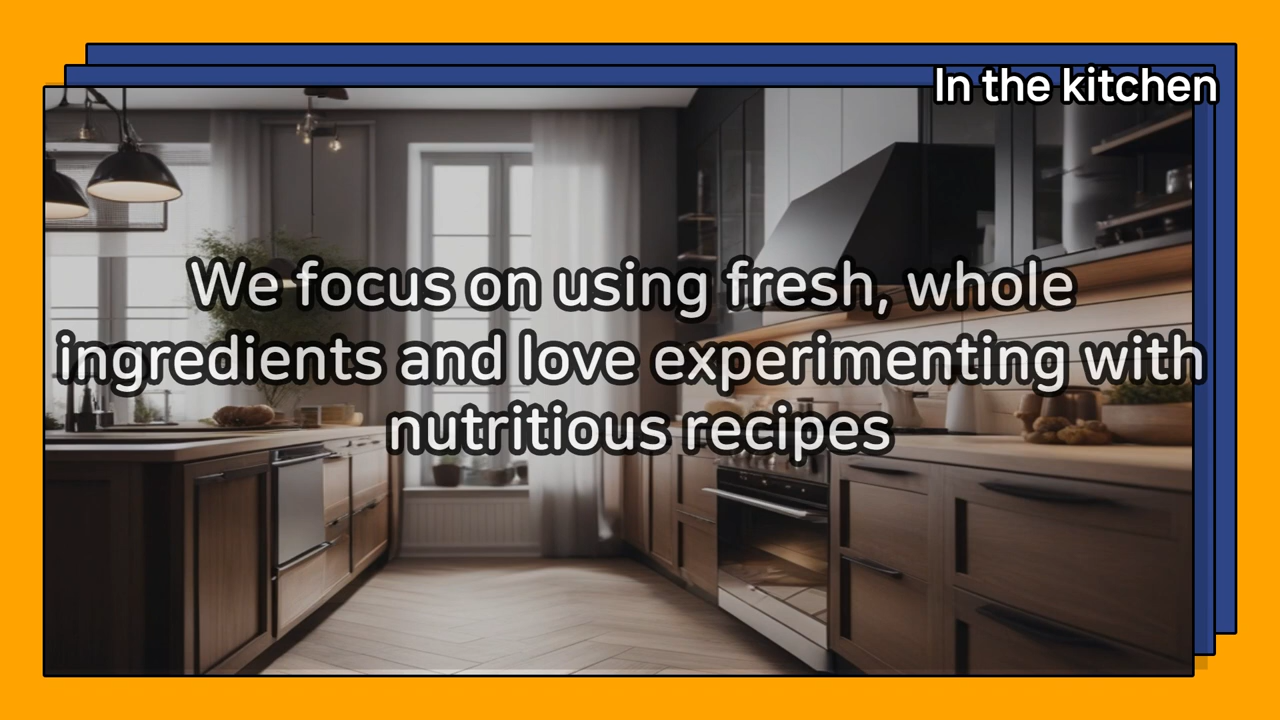 In the kitchen
We focus on using fresh, whole
ingredients and love experimenting with
nutritious recipes